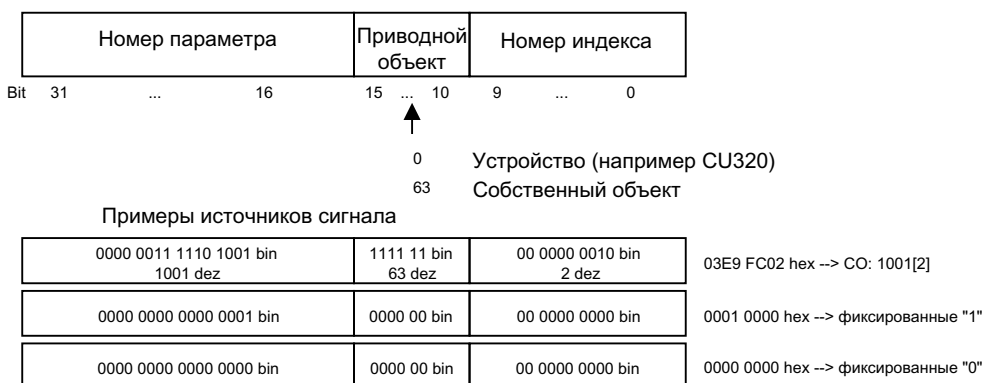 Номер параметра Приводной объект Номер индекса
Bit 31 ... 16 15 ... 10 9 ... 0
0 Устройство (например CU320)
63 Собственный объект
Примеры источников сигнала
0000 0011 1110 1001 bin 1111 11 bin 00 0000 0010 bin
1001 dez 63 dez 2 dez
03E9 FC02 hex --> CO: 1001[2]
0000 0000 0000 0001 bin 0000 00 bin 00 0000 0000 bin 0001 0000 hex --> фиксированные "1"
0000 0000 0000 0000 bin 0000 00 bin 00 0000 0000 bin 0000 0000 hex --> фиксированные "0"